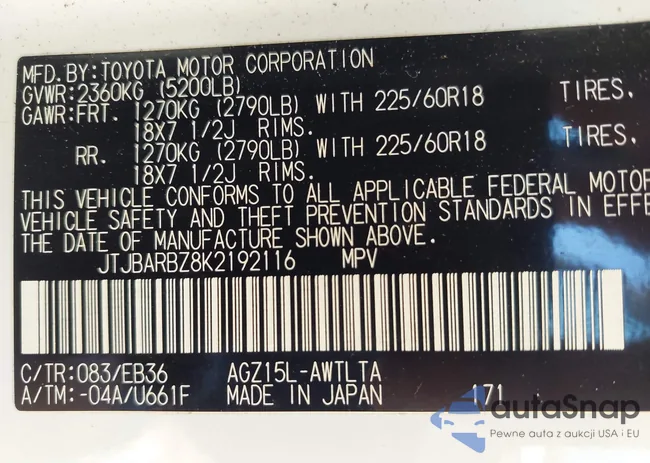 MFD.BY:TOYOTA MOTOR CORPORATION
GVWR:2360KG (5200LB)
GAWR:FRT. 1270KG (2790LB) WITH 225/60R18 TIRES,
18X7 1/2J RIMS.
RR. 1270KG (2790LB) WITH 225/60R18 TIRES,
18X7 1/2J RIMS.
THIS VEHICLE CONFORMS TO ALL APPLICABLE FEDERAL MOTOR
VEHICLE SAFETY AND THEFT PREVENTION STANDARDS IN EFFE
THE DATE OF MANUFACTURE SHOWN ABOVE.
JTJBARBZ8K2192116 MPV
C/TR:083/EB36 AGZ15L-AWTLTA
A/TM:-04A/U661F MADE IN JAPAN 171
autaSnap
Pewne auta z aukcji USA i EU